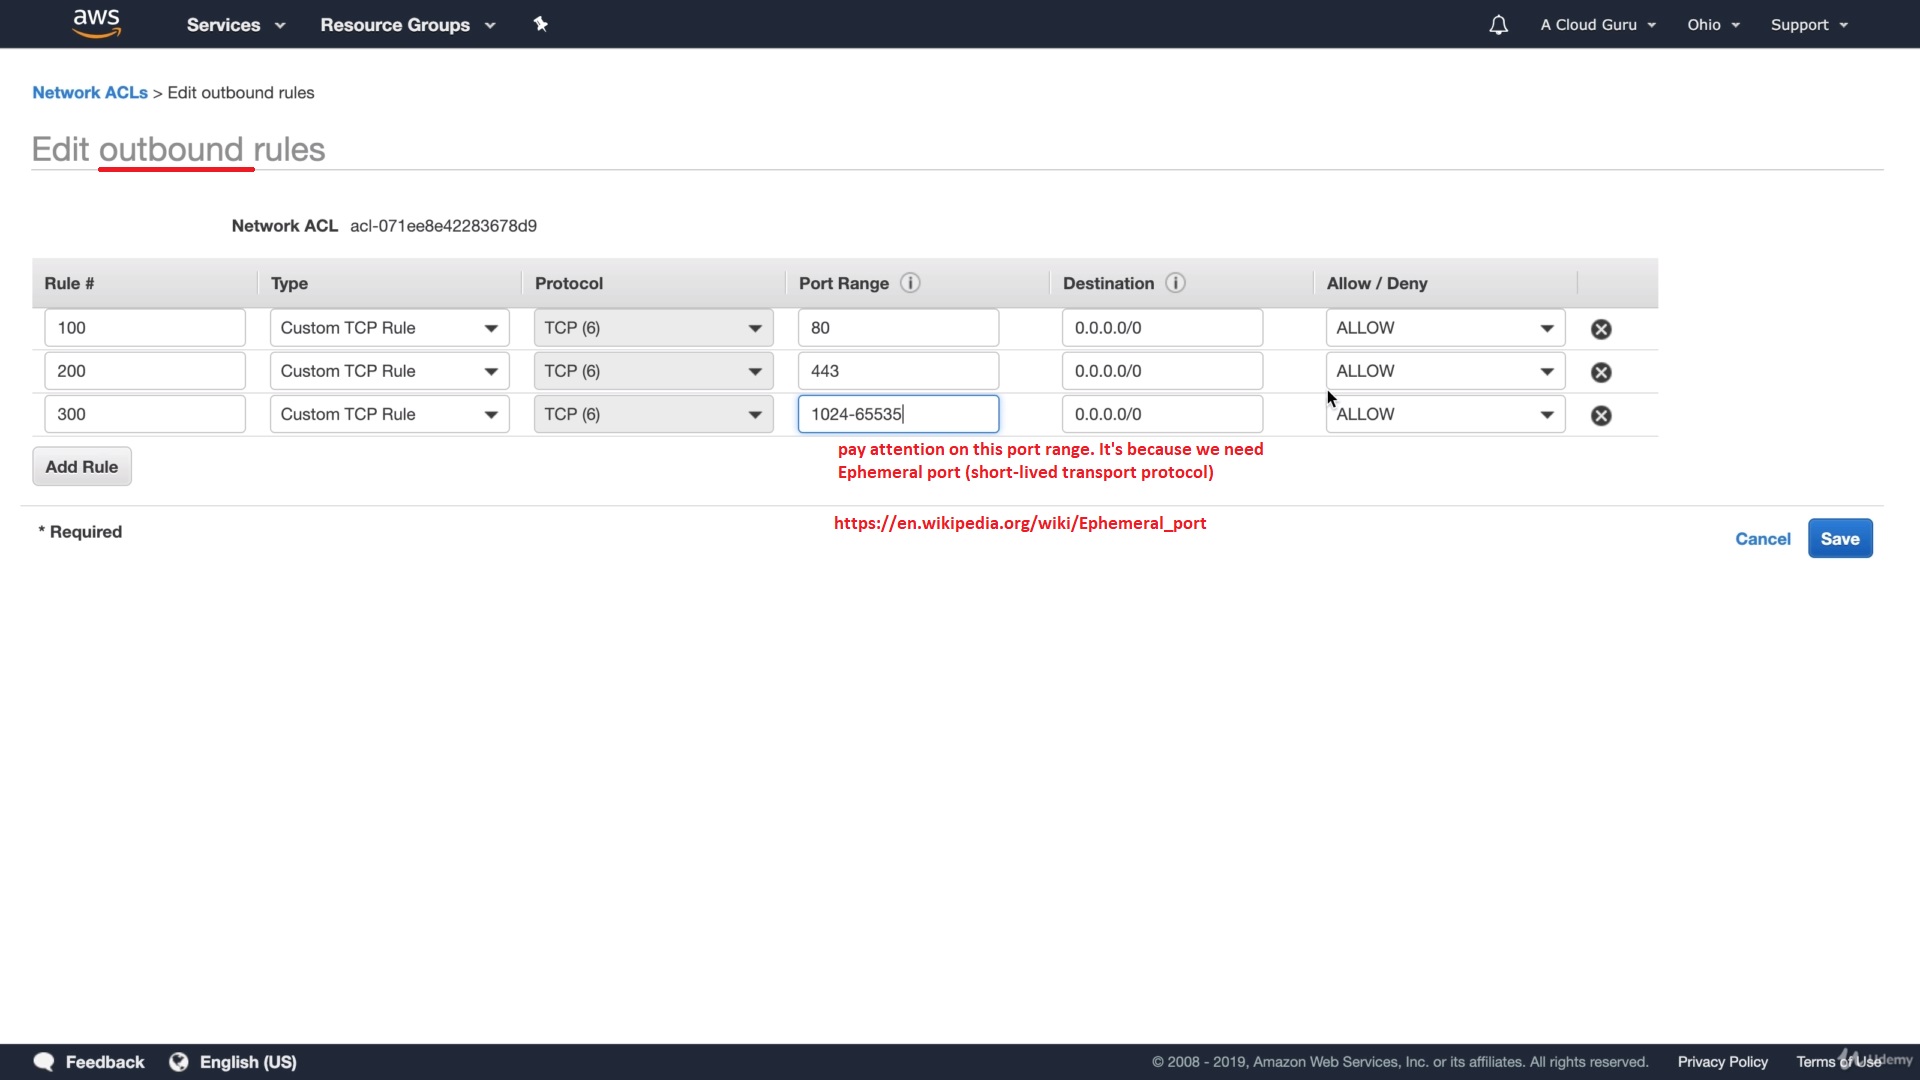 aws Services Resource Groups A Cloud Guru Ohio Support
Network ACLs > Edit outbound rules
Edit outbound rules
Network ACL acl-071ee8e42283678d9
Rule # Type Protocol Port Range Destination Allow / Deny
100 Custom TCP Rule TCP (6) 80 0.0.0.0/0 ALLOW
200 Custom TCP Rule TCP (6) 443 0.0.0.0/0 ALLOW
300 Custom TCP Rule TCP (6) 1024-65535 0.0.0.0/0 ALLOW
pay attention on this port range. It's because we need
Ephemeral port (short-lived transport protocol)
Add Rule
https://en.wikipedia.org/wiki/Ephemeral_port
* Required
Cancel Save
Feedback English (US) © 2008 - 2019, Amazon Web Services, Inc. or its affiliates. All rights reserved. Privacy Policy Terms of Use
Udemy